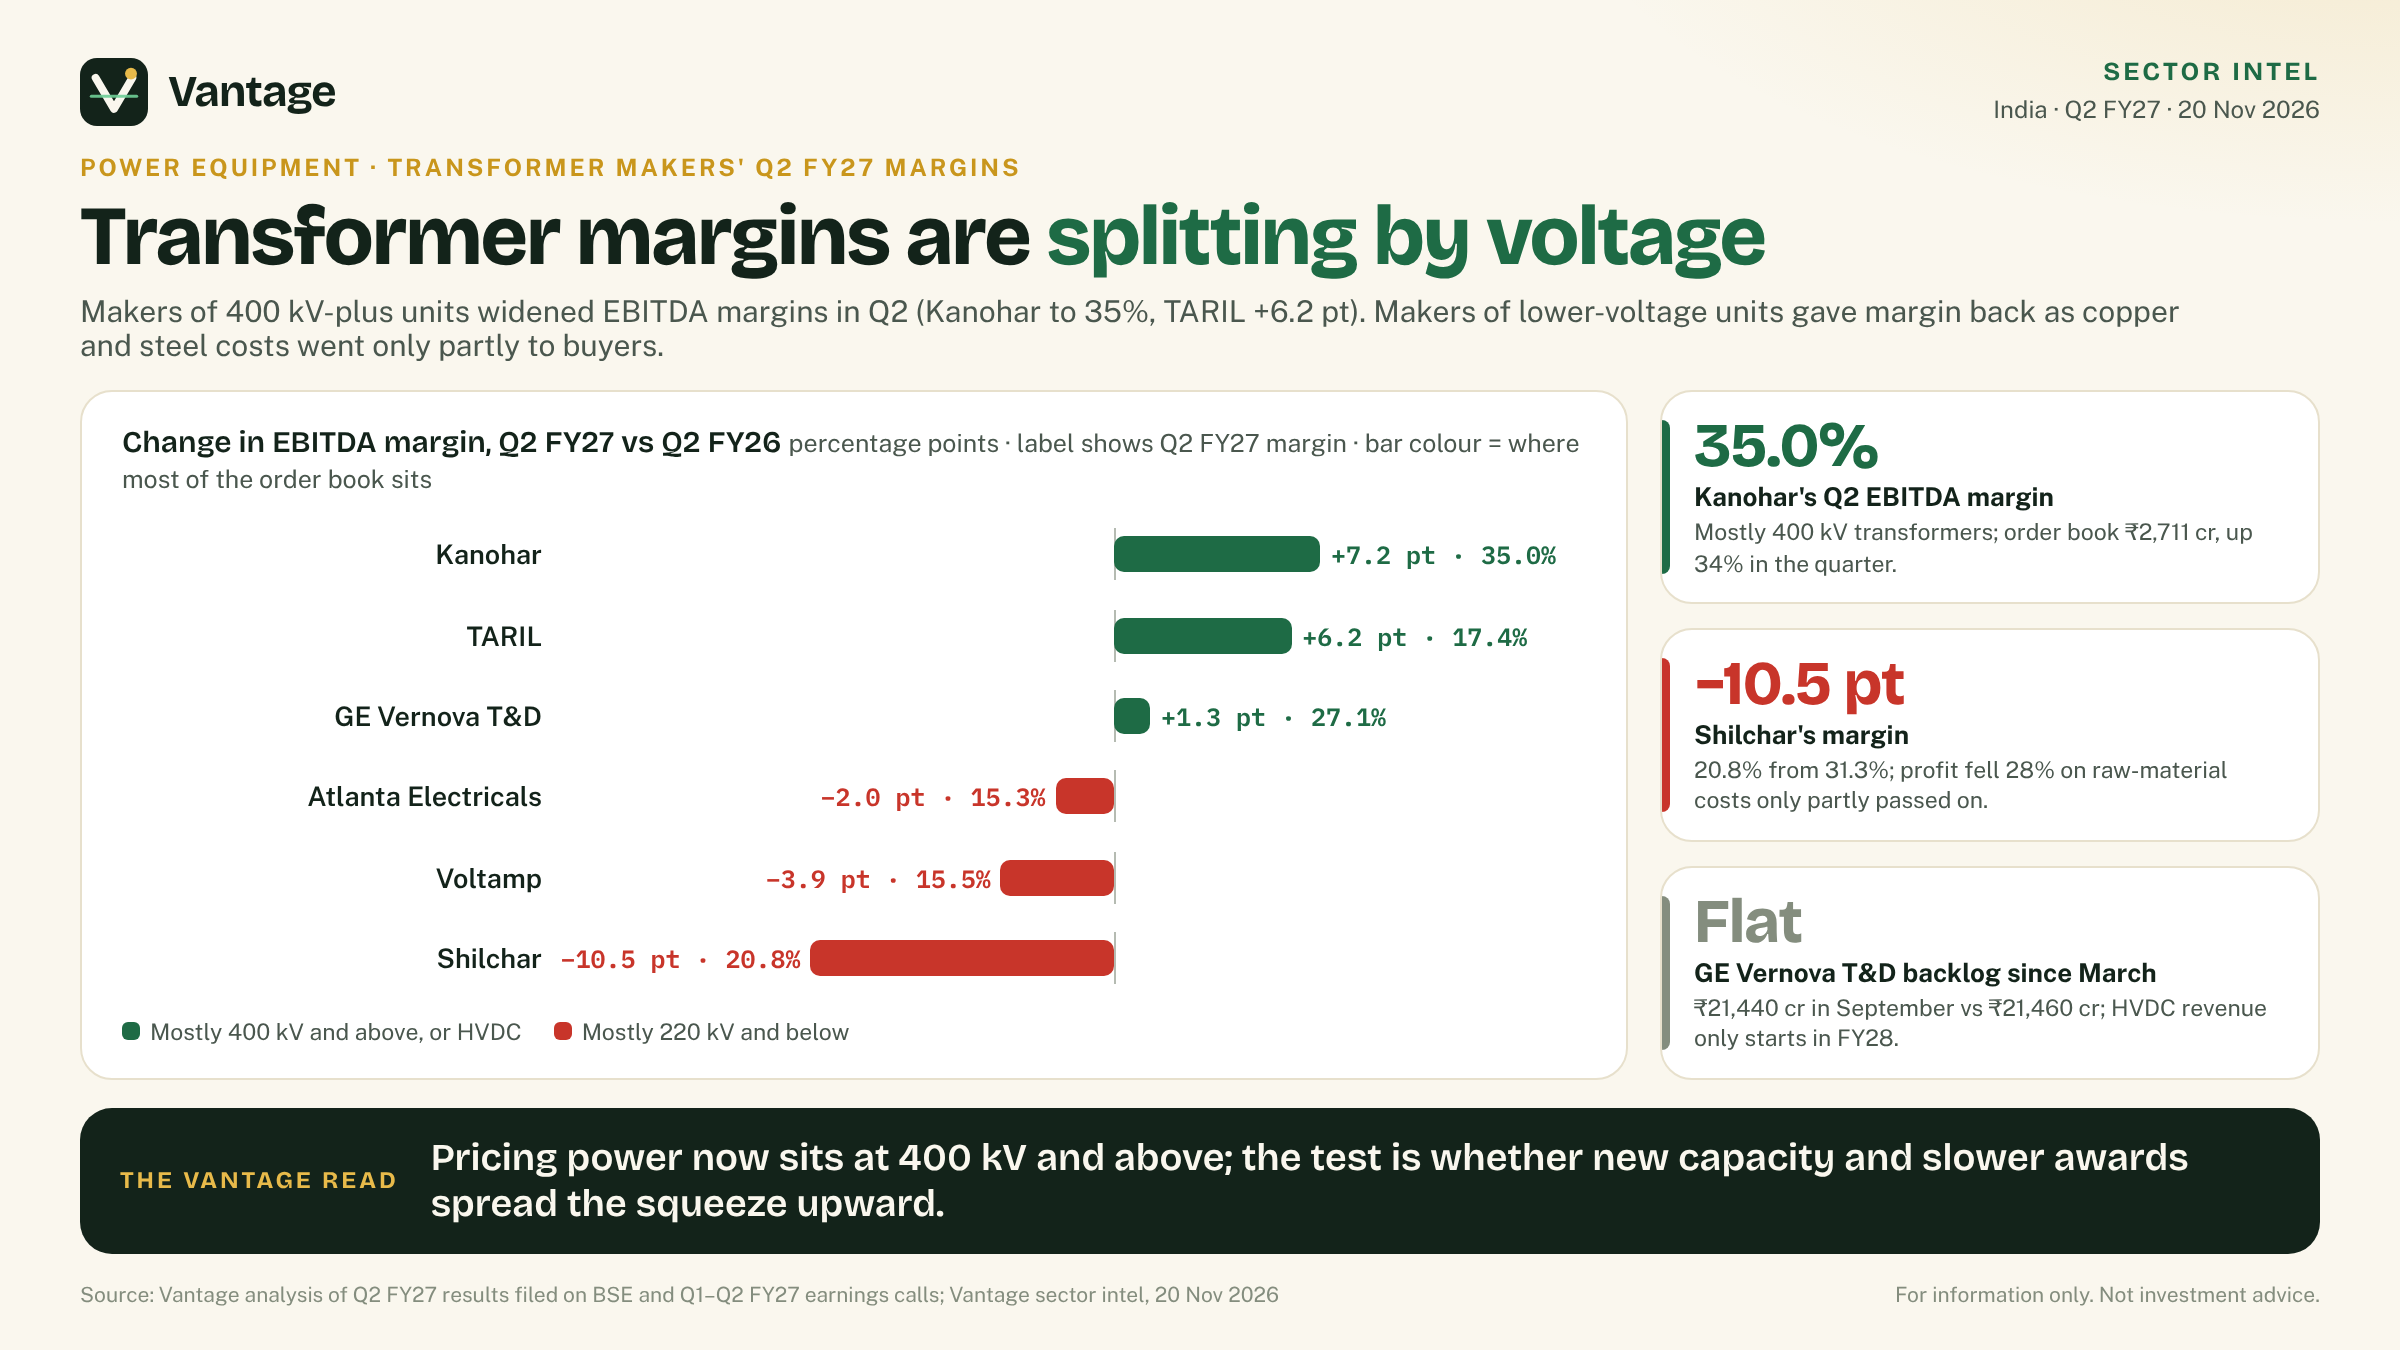 Vantage
SECTOR INTEL
India · Q2 FY27 · 20 Nov 2026
POWER EQUIPMENT · TRANSFORMER MAKERS' Q2 FY27 MARGINS
Transformer margins are splitting by voltage
Makers of 400 kV-plus units widened EBITDA margins in Q2 (Kanohar to 35%, TARIL +6.2 pt). Makers of lower-voltage units gave margin back as copper
and steel costs went only partly to buyers.
Change in EBITDA margin, Q2 FY27 vs Q2 FY26 percentage points · label shows Q2 FY27 margin · bar colour = where
most of the order book sits
Kanohar +7.2 pt · 35.0%
TARIL +6.2 pt · 17.4%
GE Vernova T&D +1.3 pt · 27.1%
Atlanta Electricals −2.0 pt · 15.3%
Voltamp −3.9 pt · 15.5%
Shilchar −10.5 pt · 20.8%
Mostly 400 kV and above, or HVDC
Mostly 220 kV and below
35.0%
Kanohar's Q2 EBITDA margin
Mostly 400 kV transformers; order book ₹2,711 cr, up
34% in the quarter.
−10.5 pt
Shilchar's margin
20.8% from 31.3%; profit fell 28% on raw-material
costs only partly passed on.
Flat
GE Vernova T&D backlog since March
₹21,440 cr in September vs ₹21,460 cr; HVDC revenue
only starts in FY28.
THE VANTAGE READ
Pricing power now sits at 400 kV and above; the test is whether new capacity and slower awards
spread the squeeze upward.
Source: Vantage analysis of Q2 FY27 results filed on BSE and Q1–Q2 FY27 earnings calls; Vantage sector intel, 20 Nov 2026
For information only. Not investment advice.